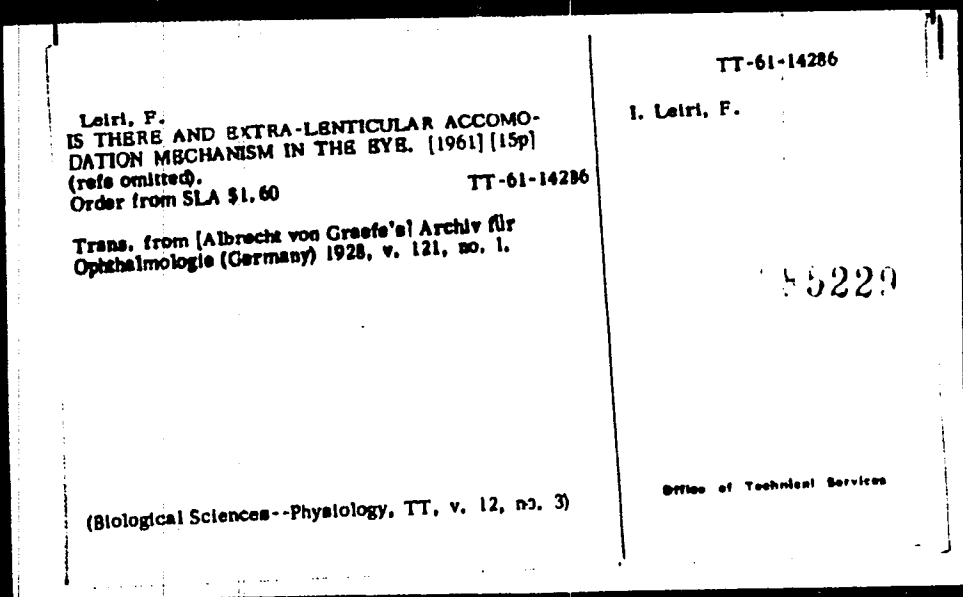 TT-61-14286
Leiri, F.
IS THERE AND EXTRA-LENTICULAR ACCOMO-
DATION MECHANISM IN THE EYE. [1961] [15p]
(refs omitted).
Order from SLA $1.60 TT-61-14286
Trans. from [Albrecht von Graefe's] Archiv für
Ophthalmologie (Germany) 1928, v. 121, no. 1.
(Biological Sciences--Physiology, TT, v. 12, no. 3)
I. Leiri, F.
5229
Office of Technical Services